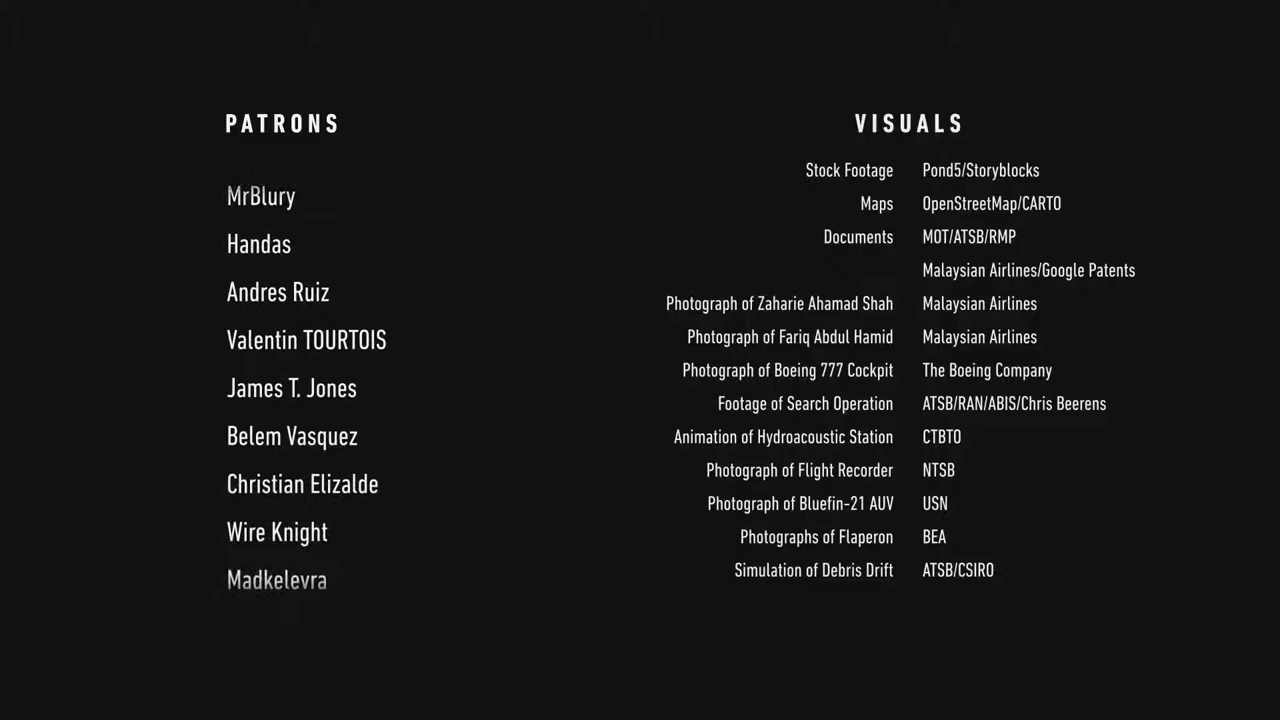 PATRONS
MrBlury
Handas
Andres Ruiz
Valentin TOURTOIS
James T. Jones
Belem Vasquez
Christian Elizalde
Wire Knight
Madkelevra
VISUALS
Stock Footage Pond5/Storyblocks
Maps OpenStreetMap/CARTO
Documents MOT/ATSB/RMP
Malaysian Airlines/Google Patents
Photograph of Zaharie Ahamad Shah Malaysian Airlines
Photograph of Fariq Abdul Hamid Malaysian Airlines
Photograph of Boeing 777 Cockpit The Boeing Company
Footage of Search Operation ATSB/RAN/ABIS/Chris Beerens
Animation of Hydroacoustic Station CTBTO
Photograph of Flight Recorder NTSB
Photograph of Bluefin-21 AUV USN
Photographs of Flaperon BEA
Simulation of Debris Drift ATSB/CSIRO